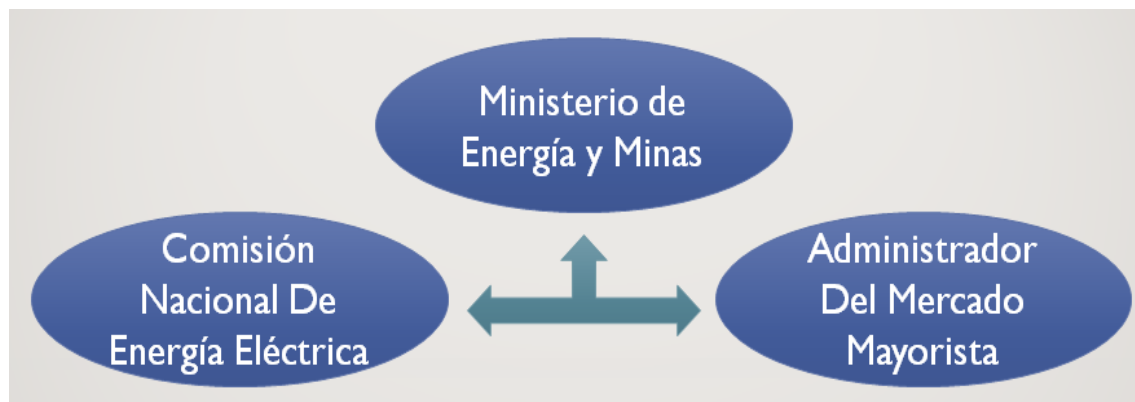 Ministerio de
Energía y Minas
Comisión
Nacional De
Energía Eléctrica
Administrador
Del Mercado
Mayorista